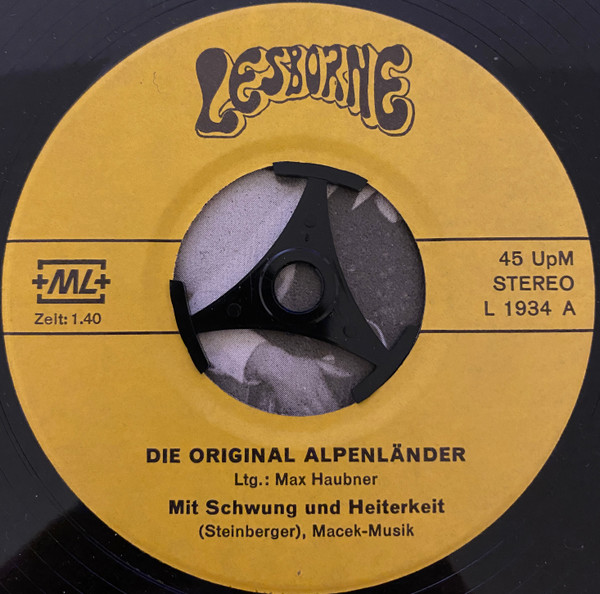 LESBORNE
+ML+
Zeit: 1.40
45 UpM
STEREO
L 1934 A
DIE ORIGINAL ALPENLÄNDER
Ltg.: Max Haubner
Mit Schwung und Heiterkeit
(Steinberger), Macek-Musik